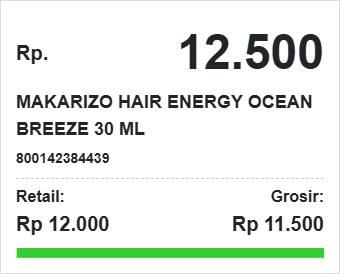 Rp. 12.500
MAKARIZO HAIR ENERGY OCEAN
BREEZE 30 ML
800142384439
Retail: Grosir:
Rp 12.000 Rp 11.500